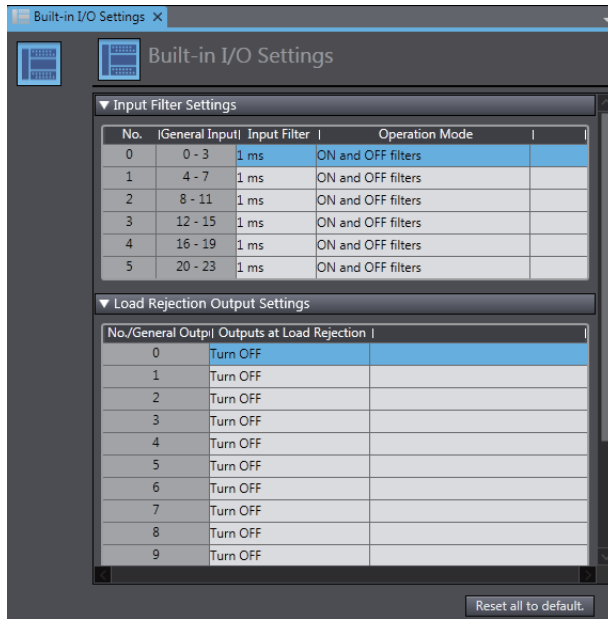 Built-in I/O Settings ×
Built-in I/O Settings
▼ Input Filter Settings
No. |General Input| Input Filter | Operation Mode | |
0 0 - 3 1 ms ON and OFF filters
1 4 - 7 1 ms ON and OFF filters
2 8 - 11 1 ms ON and OFF filters
3 12 - 15 1 ms ON and OFF filters
4 16 - 19 1 ms ON and OFF filters
5 20 - 23 1 ms ON and OFF filters
▼ Load Rejection Output Settings
No./General Outpu| Outputs at Load Rejection | |
0 Turn OFF
1 Turn OFF
2 Turn OFF
3 Turn OFF
4 Turn OFF
5 Turn OFF
6 Turn OFF
7 Turn OFF
8 Turn OFF
9 Turn OFF
Reset all to default.